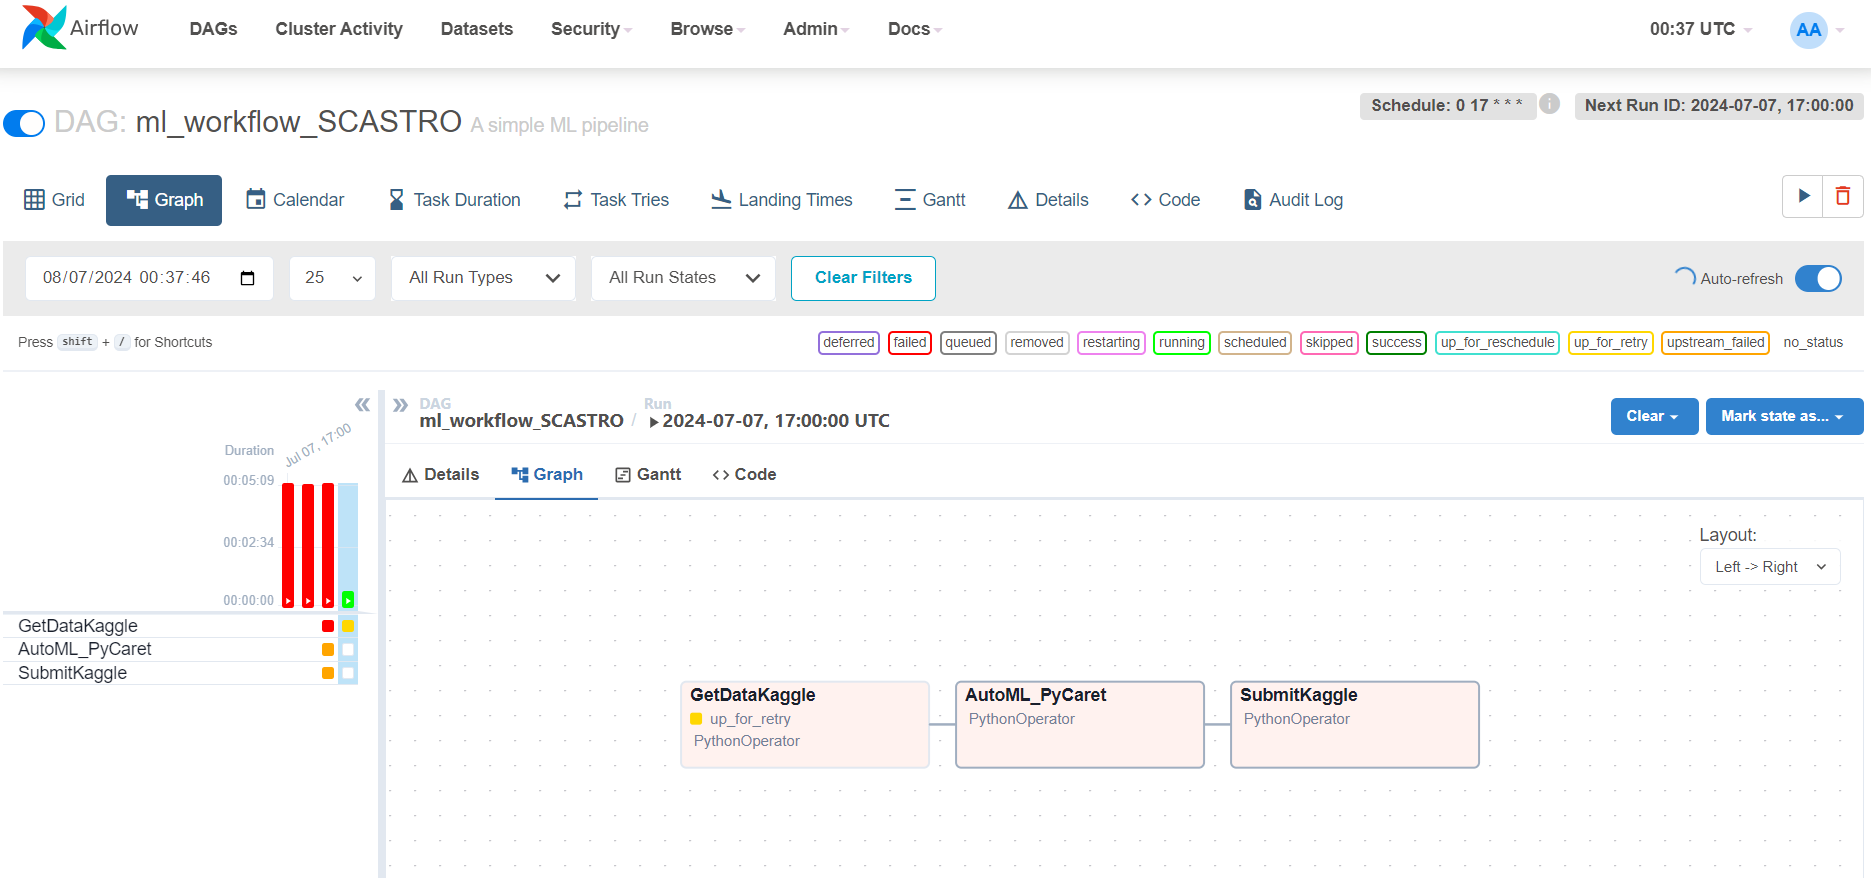 Airflow DAGs Cluster Activity Datasets Security Browse Admin Docs 00:37 UTC AA
DAG: ml_workflow_SCASTRO A simple ML pipeline
Schedule: 0 17 * * * i Next Run ID: 2024-07-07, 17:00:00
Grid Graph Calendar Task Duration Task Tries Landing Times Gantt Details Code Audit Log
08/07/2024 00:37:46 25 All Run Types All Run States Clear Filters Auto-refresh
Press shift + / for Shortcuts
deferred failed queued removed restarting running scheduled skipped success up_for_reschedule up_for_retry upstream_failed no_status
Duration
Jul 07, 17:00
00:05:09
00:02:34
00:00:00
GetDataKaggle
AutoML_PyCaret
SubmitKaggle
DAG Run
ml_workflow_SCASTRO / 2024-07-07, 17:00:00 UTC
Clear Mark state as...
Details Graph Gantt Code
Layout:
Left -> Right
GetDataKaggle
up_for_retry
PythonOperator
AutoML_PyCaret
PythonOperator
SubmitKaggle
PythonOperator